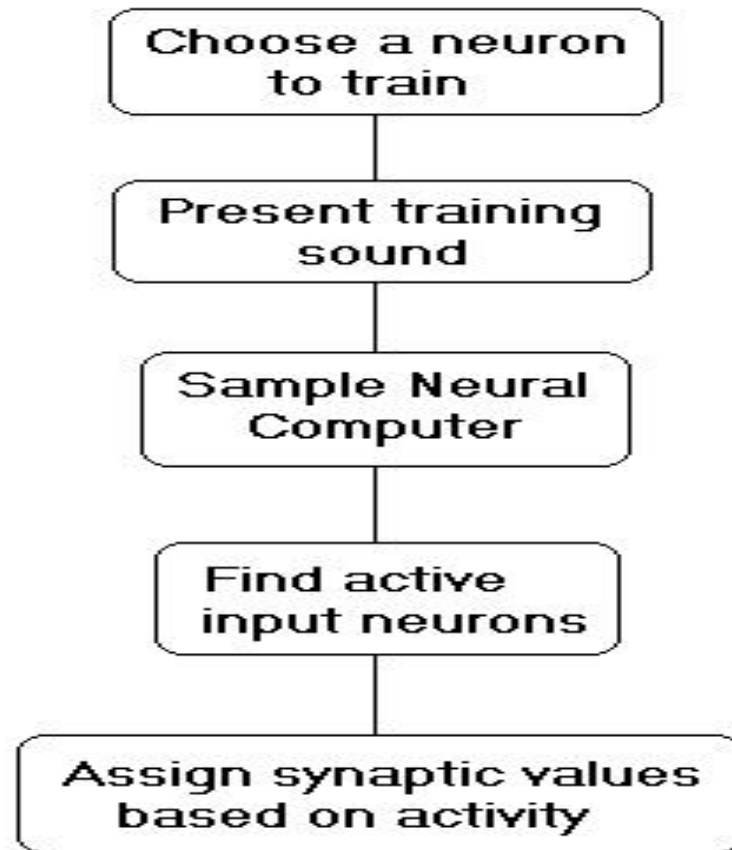 Choose a neuron
to train
Present training
sound
Sample Neural
Computer
Find active
input neurons
Assign synaptic values
based on activity